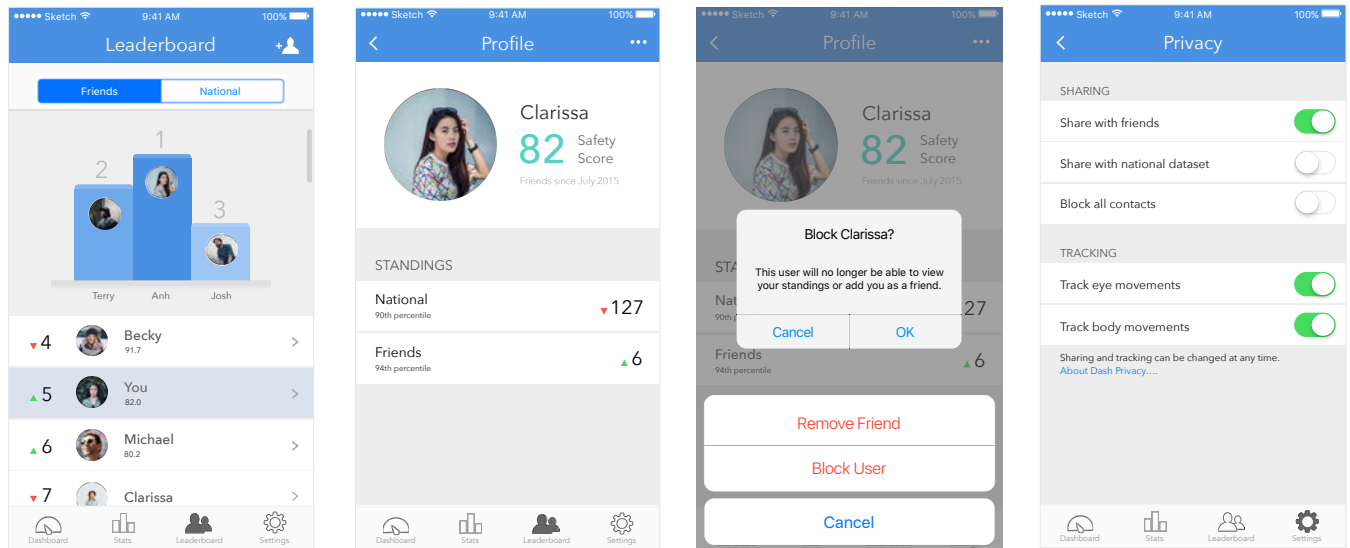 ●●●●● Sketch 9:41 AM 100%
Leaderboard
Friends National
1
2
3
Terry Anh Josh
4 Becky
91.7
5 You
82.0
6 Michael
80.2
7 Clarissa
Dashboard Stats Leaderboard Settings
●●●●● Sketch 9:41 AM 100%
Profile •••
Clarissa
82 Safety
Score
Friends since July 2015
STANDINGS
National 127
90th percentile
Friends 6
94th percentile
Dashboard Stats Leaderboard Settings
●●●●● Sketch 9:41 AM 100%
Profile •••
Clarissa
82 Safety
Score
Friends since July 2015
Block Clarissa?
This user will no longer be able to view
your standings or add you as a friend.
Cancel OK
STA
Nat 27
90th
Friends 6
94th percentile
Remove Friend
Block User
Cancel
●●●●● Sketch 9:41 AM 100%
Privacy
SHARING
Share with friends
Share with national dataset
Block all contacts
TRACKING
Track eye movements
Track body movements
Sharing and tracking can be changed at any time.
About Dash Privacy....
Dashboard Stats Leaderboard Settings